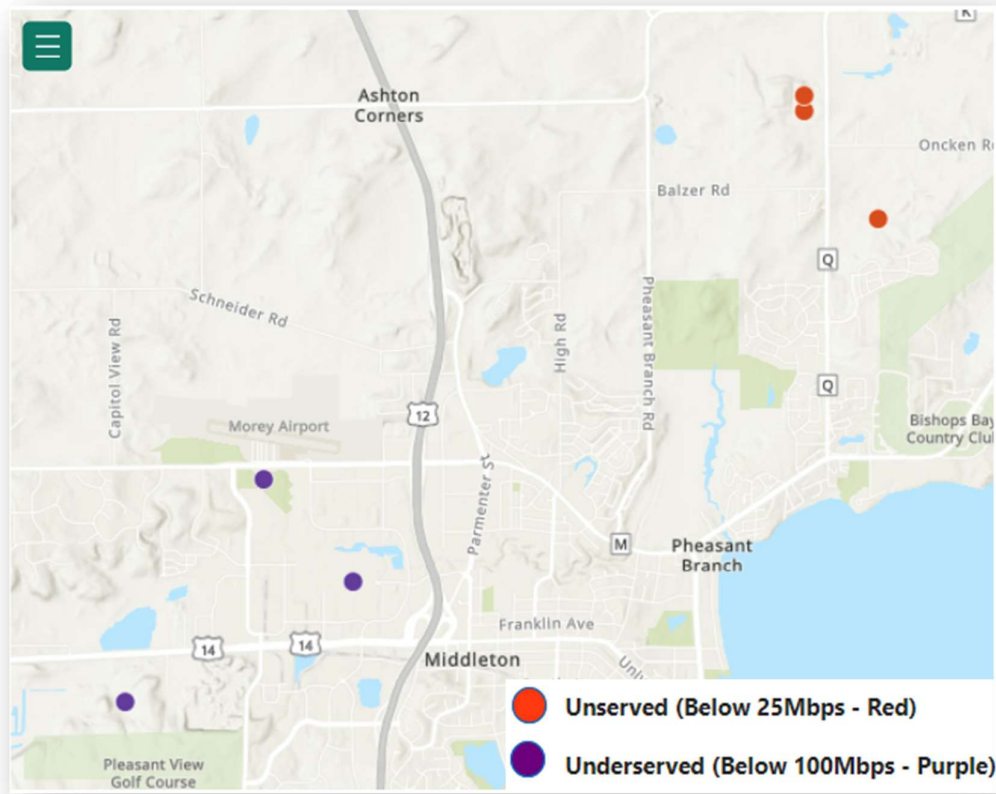 K
Ashton
Corners
Oncken R
Balzer Rd
Q
Schneider Rd
Capitol View Rd
High Rd
Pheasant Branch Rd
Q
12
Morey Airport
Bishops Bay
Country Clu
Parmenter St
M
Pheasant
Branch
Franklin Ave
14
14
Middleton
Univ
Unserved (Below 25Mbps - Red)
Underserved (Below 100Mbps - Purple)
Pleasant View
Golf Course